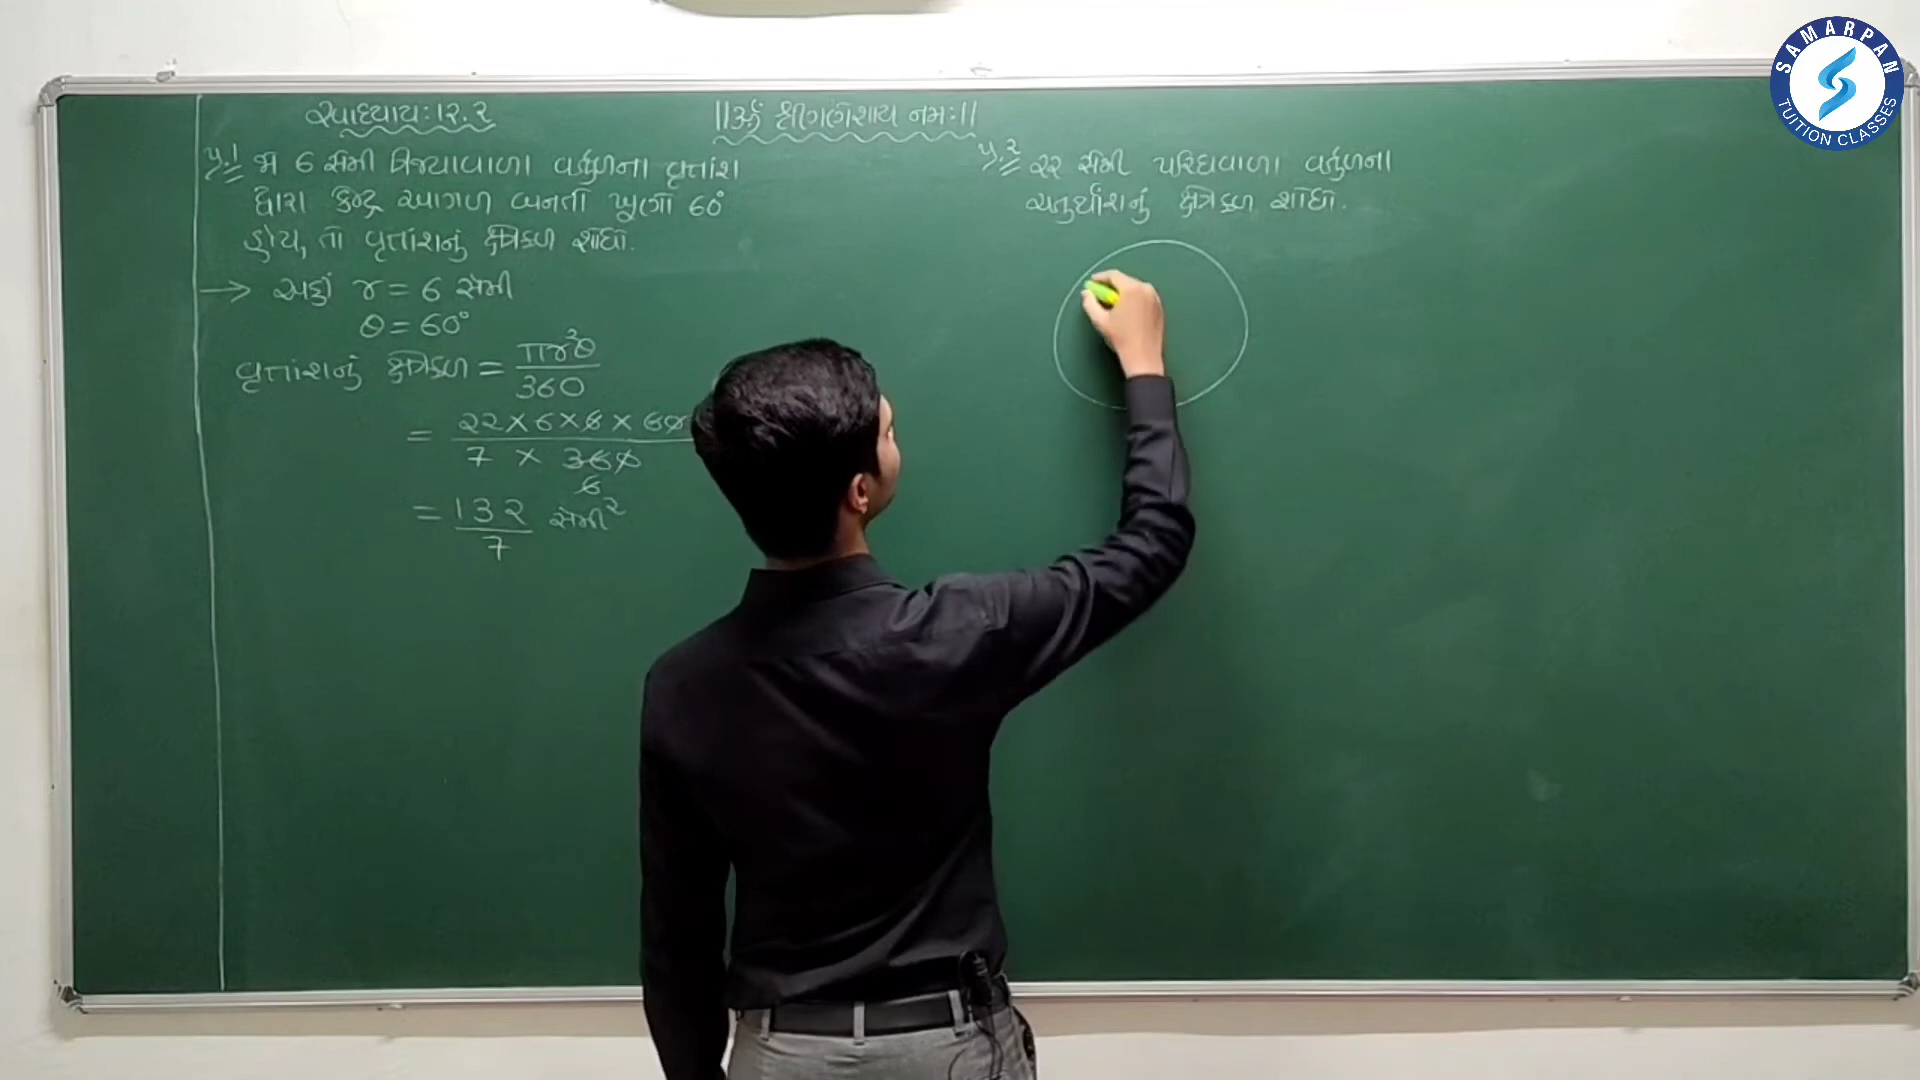 સ્વાધ્યાય:૧૨.૨
||ૐ શ્રીગણેશાય નમઃ||
પ્ર.1 જો 6 સેમી ત્રિજ્યાવાળા વર્તુળના વૃત્તાંશ
દ્વારા કેન્દ્ર આગળ બનતો ખૂણો 60°
હોય, તો વૃત્તાંશનું ક્ષેત્રફળ શોધો.
→ અહીં r = 6 સેમી
θ = 60°
વૃત્તાંશનું ક્ષેત્રફળ = πr²θ / 360
= 22 × 6 × 6 × 60 / 7 × 360
6
= 132 / 7 સેમી²
પ્ર.૨ ૨૨ સેમી પરિઘવાળા વર્તુળના
ચતુર્થાંશનું ક્ષેત્રફળ શોધો.
SAMARPAN
TUITION CLASSES